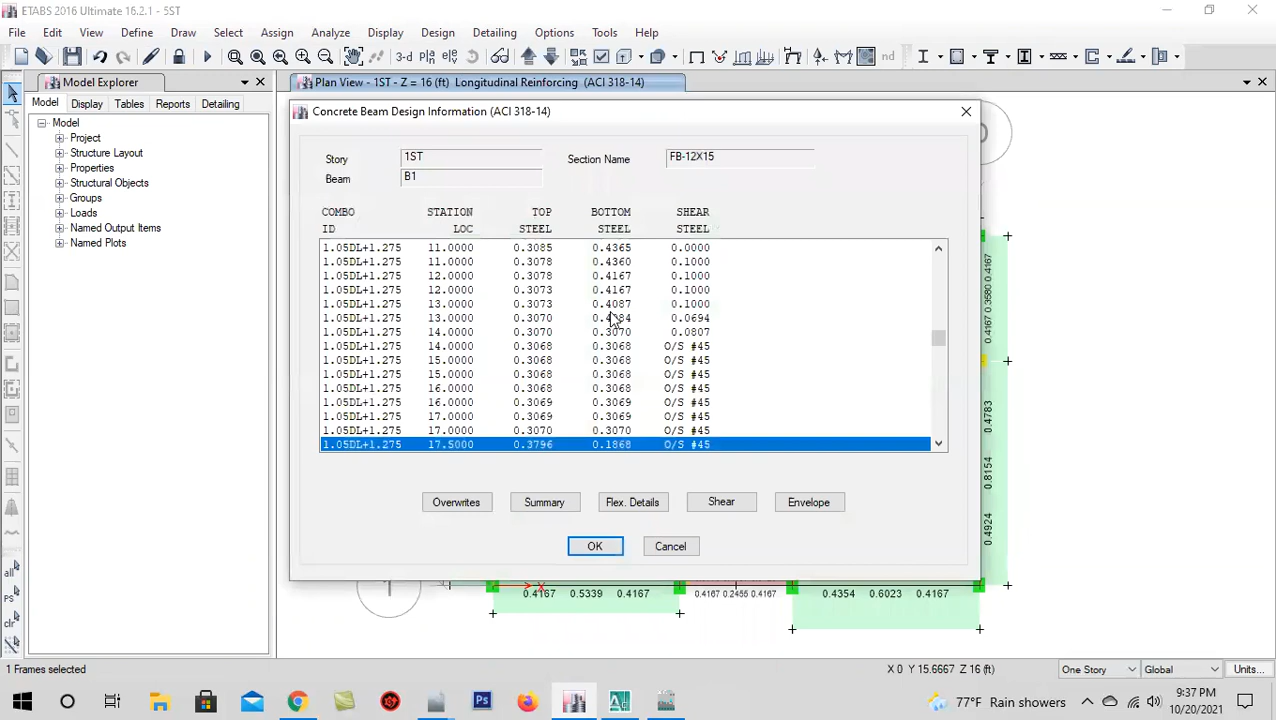 ETABS 2016 Ultimate 16.2.1 - 5ST
File Edit View Define Draw Select Assign Analyze Display Design Detailing Options Tools Help
3-d nd
Model Explorer
Plan View - 1ST - Z = 16 (ft) Longitudinal Reinforcing (ACI 318-14)
Model Display Tables Reports Detailing
Model
Project
Structure Layout
Properties
Structural Objects
Groups
Loads
Named Output Items
Named Plots
all
PS
clr
Concrete Beam Design Information (ACI 318-14)
Story 1ST Section Name FB-12X15
Beam B1
COMBO STATION TOP BOTTOM SHEAR
ID LOC STEEL STEEL STEEL
1.05DL+1.275 11.0000 0.3085 0.4365 0.0000
1.05DL+1.275 11.0000 0.3078 0.4360 0.1000
1.05DL+1.275 12.0000 0.3078 0.4167 0.1000
1.05DL+1.275 12.0000 0.3073 0.4167 0.1000
1.05DL+1.275 13.0000 0.3073 0.4087 0.1000
1.05DL+1.275 13.0000 0.3070 0.0694
1.05DL+1.275 14.0000 0.3070 0.3070 0.0807
1.05DL+1.275 14.0000 0.3068 0.3068 O/S #45
1.05DL+1.275 15.0000 0.3068 0.3068 O/S #45
1.05DL+1.275 15.0000 0.3068 0.3068 O/S #45
1.05DL+1.275 16.0000 0.3068 0.3068 O/S #45
1.05DL+1.275 16.0000 0.3069 0.3069 O/S #45
1.05DL+1.275 17.0000 0.3069 0.3069 O/S #45
1.05DL+1.275 17.0000 0.3070 0.3070 O/S #45
1.05DL+1.275 17.5000 0.3796 0.1868 O/S #45
Overwrites Summary Flex. Details Shear Envelope
OK Cancel
0.4167 0.3580 0.4167
0.4924 0.8154 0.4783
X
0.4167 0.5339 0.4167 0.4167 0.2455 0.4167 0.4354 0.6023 0.4167
1 Frames selected
X 0 Y 15.6667 Z 16 (ft) One Story Global Units...
Ps
77°F Rain showers
9:37 PM
10/20/2021